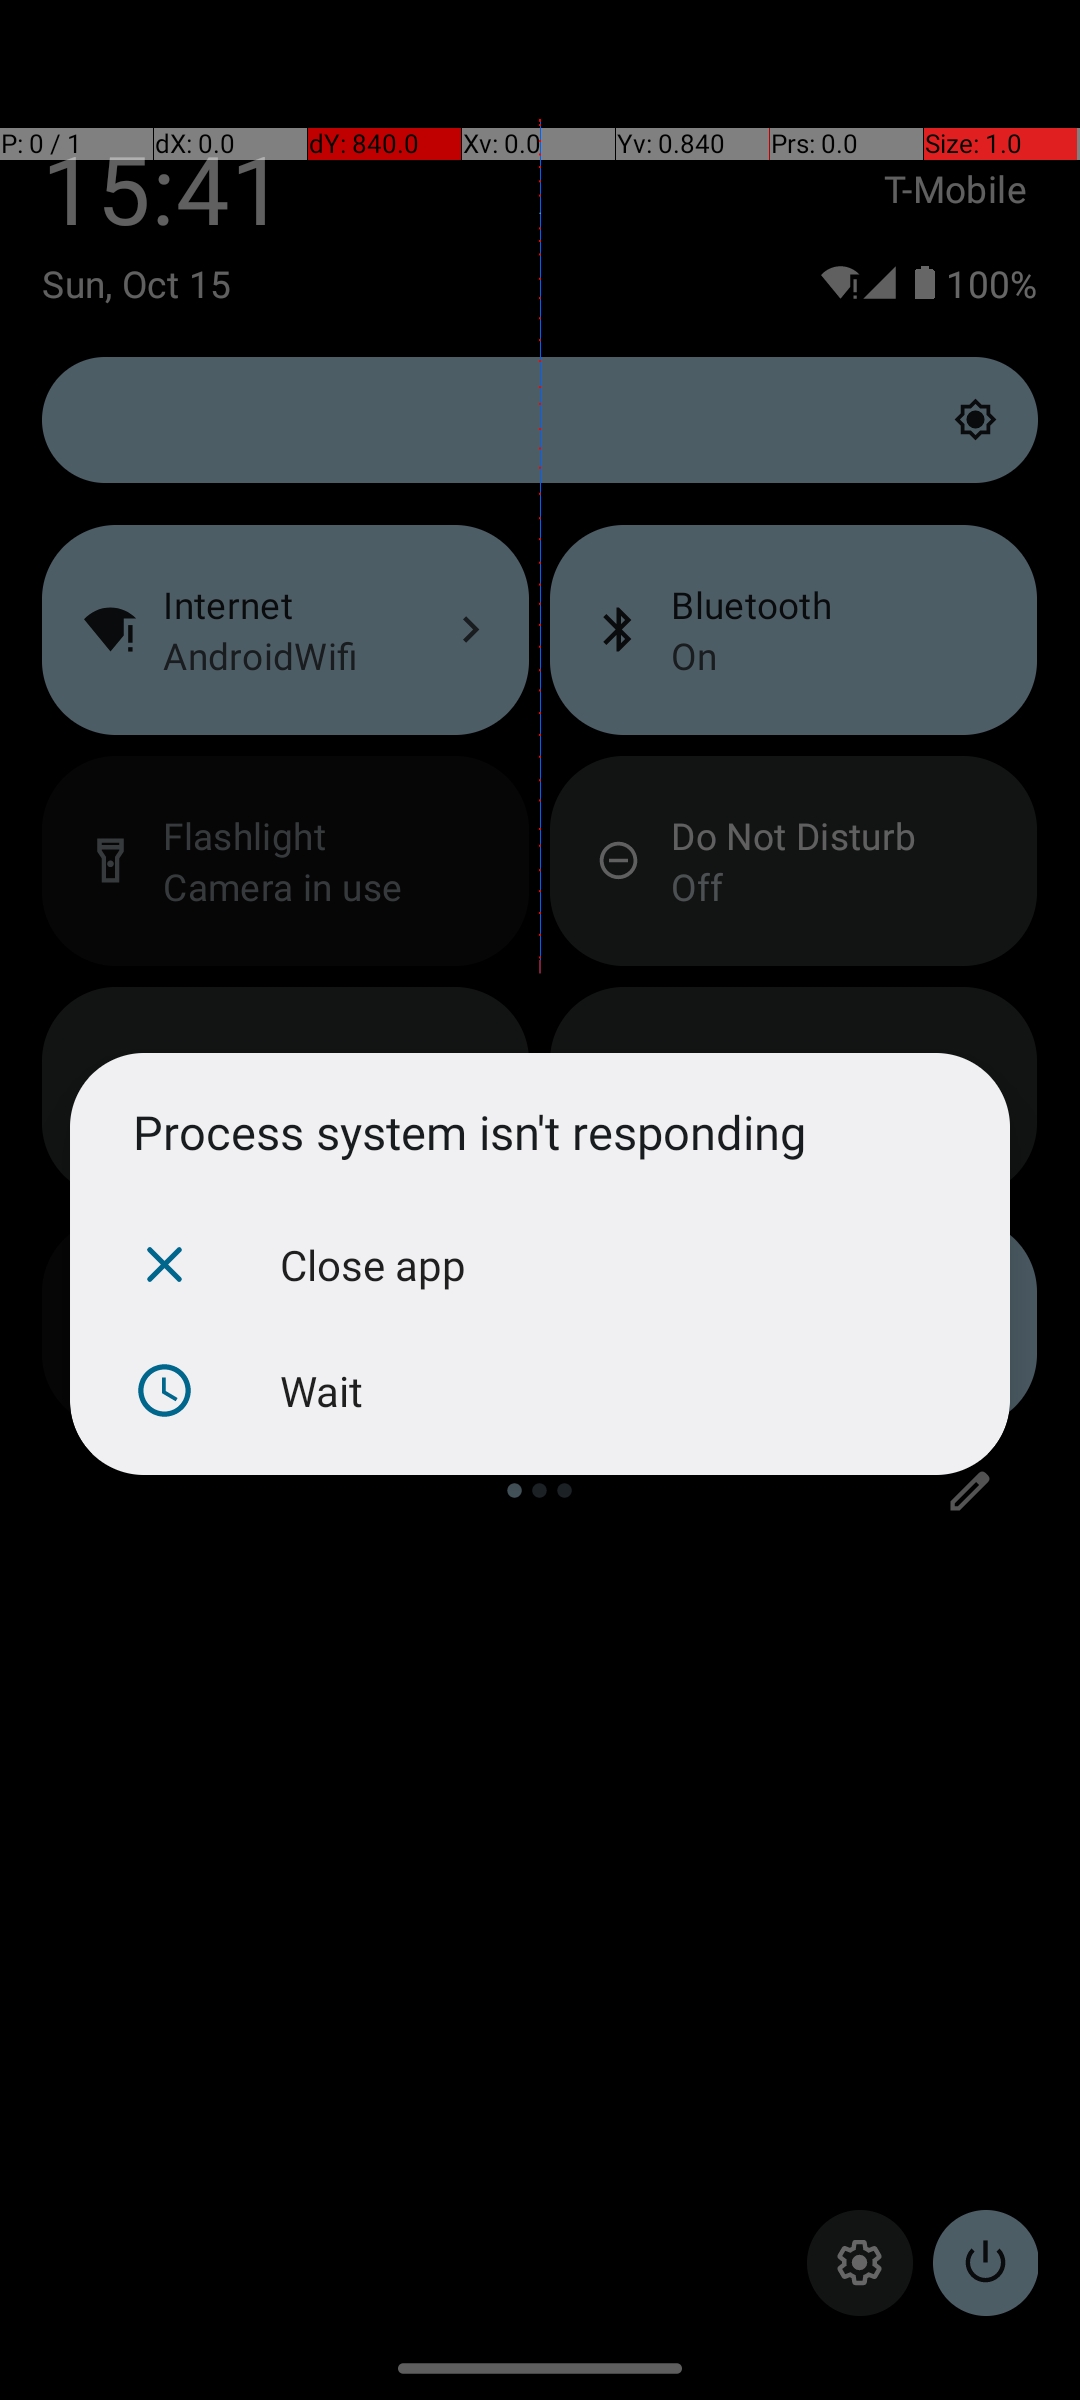 P: 0 / 1 dX: 0.0 dY: 840.0 Xv: 0.0 Yv: 0.840 Prs: 0.0 Size: 1.0
15:41 T-Mobile
Sun, Oct 15 100%
Internet
AndroidWifi
Bluetooth
On
Flashlight
Camera in use
Do Not Disturb
Off
Process system isn't responding
Close app
Wait